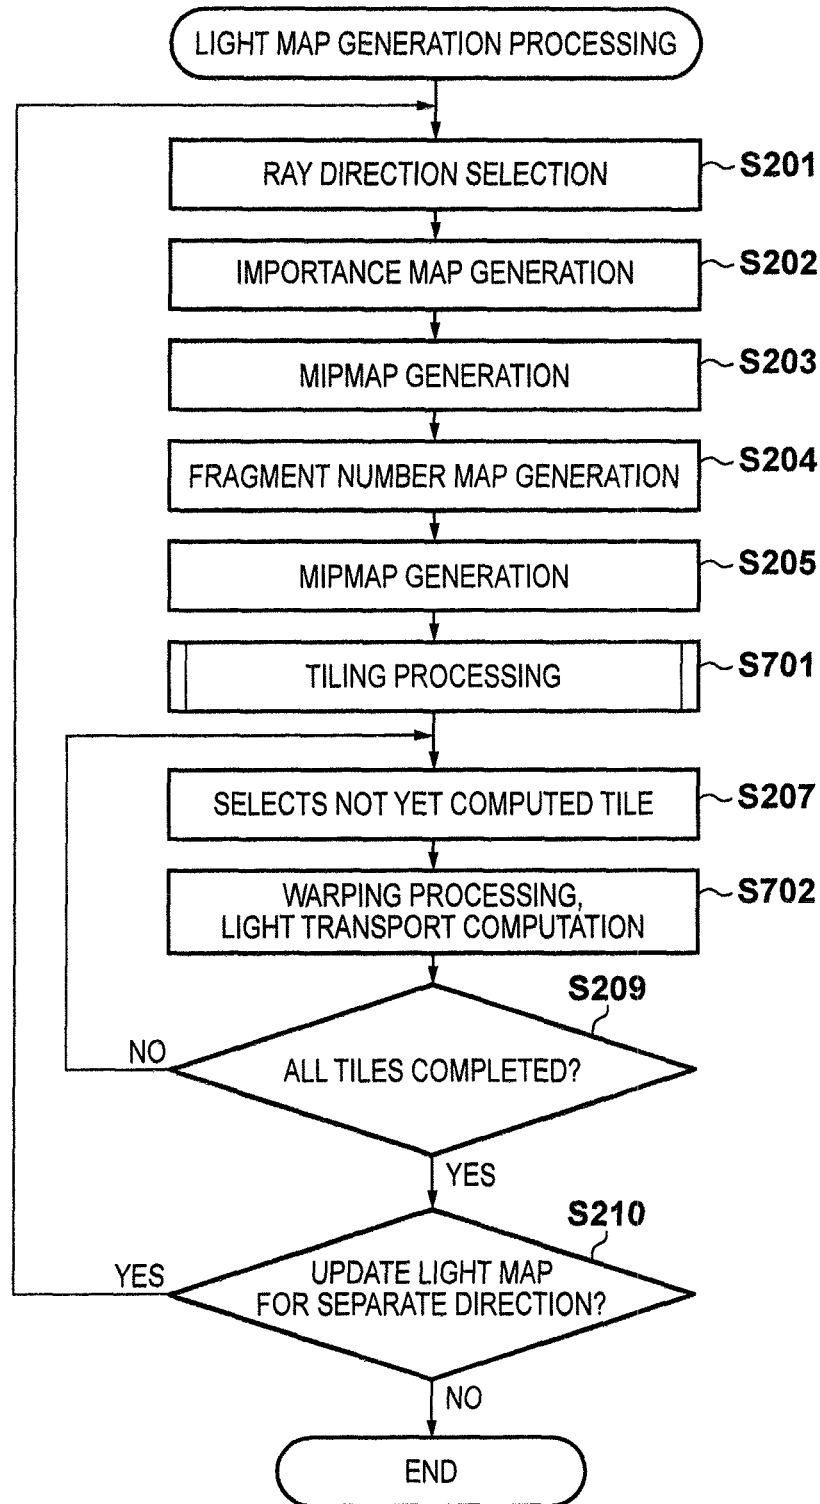 LIGHT MAP GENERATION PROCESSING
RAY DIRECTION SELECTION
S201
IMPORTANCE MAP GENERATION
S202
MIPMAP GENERATION
S203
FRAGMENT NUMBER MAP GENERATION
S204
MIPMAP GENERATION
S205
TILING PROCESSING
S701
SELECTS NOT YET COMPUTED TILE
S207
WARPING PROCESSING,
LIGHT TRANSPORT COMPUTATION
S702
S209
NO
ALL TILES COMPLETED?
YES
S210
YES
UPDATE LIGHT MAP
FOR SEPARATE DIRECTION?
NO
END